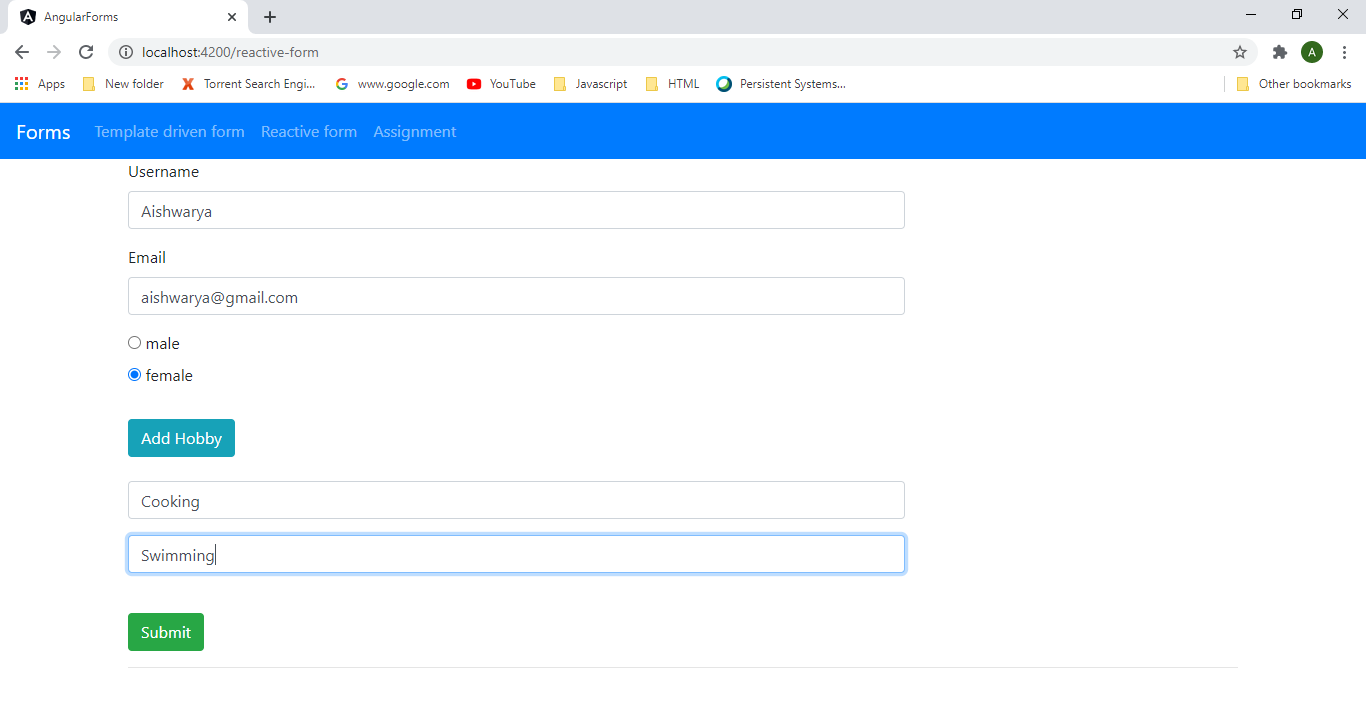 AngularForms
localhost:4200/reactive-form
A
Apps New folder Torrent Search Engi... www.google.com YouTube Javascript HTML Persistent Systems... Other bookmarks
Forms Template driven form Reactive form Assignment
Username
Aishwarya
Email
aishwarya@gmail.com
male
female
Add Hobby
Cooking
Swimming
Submit